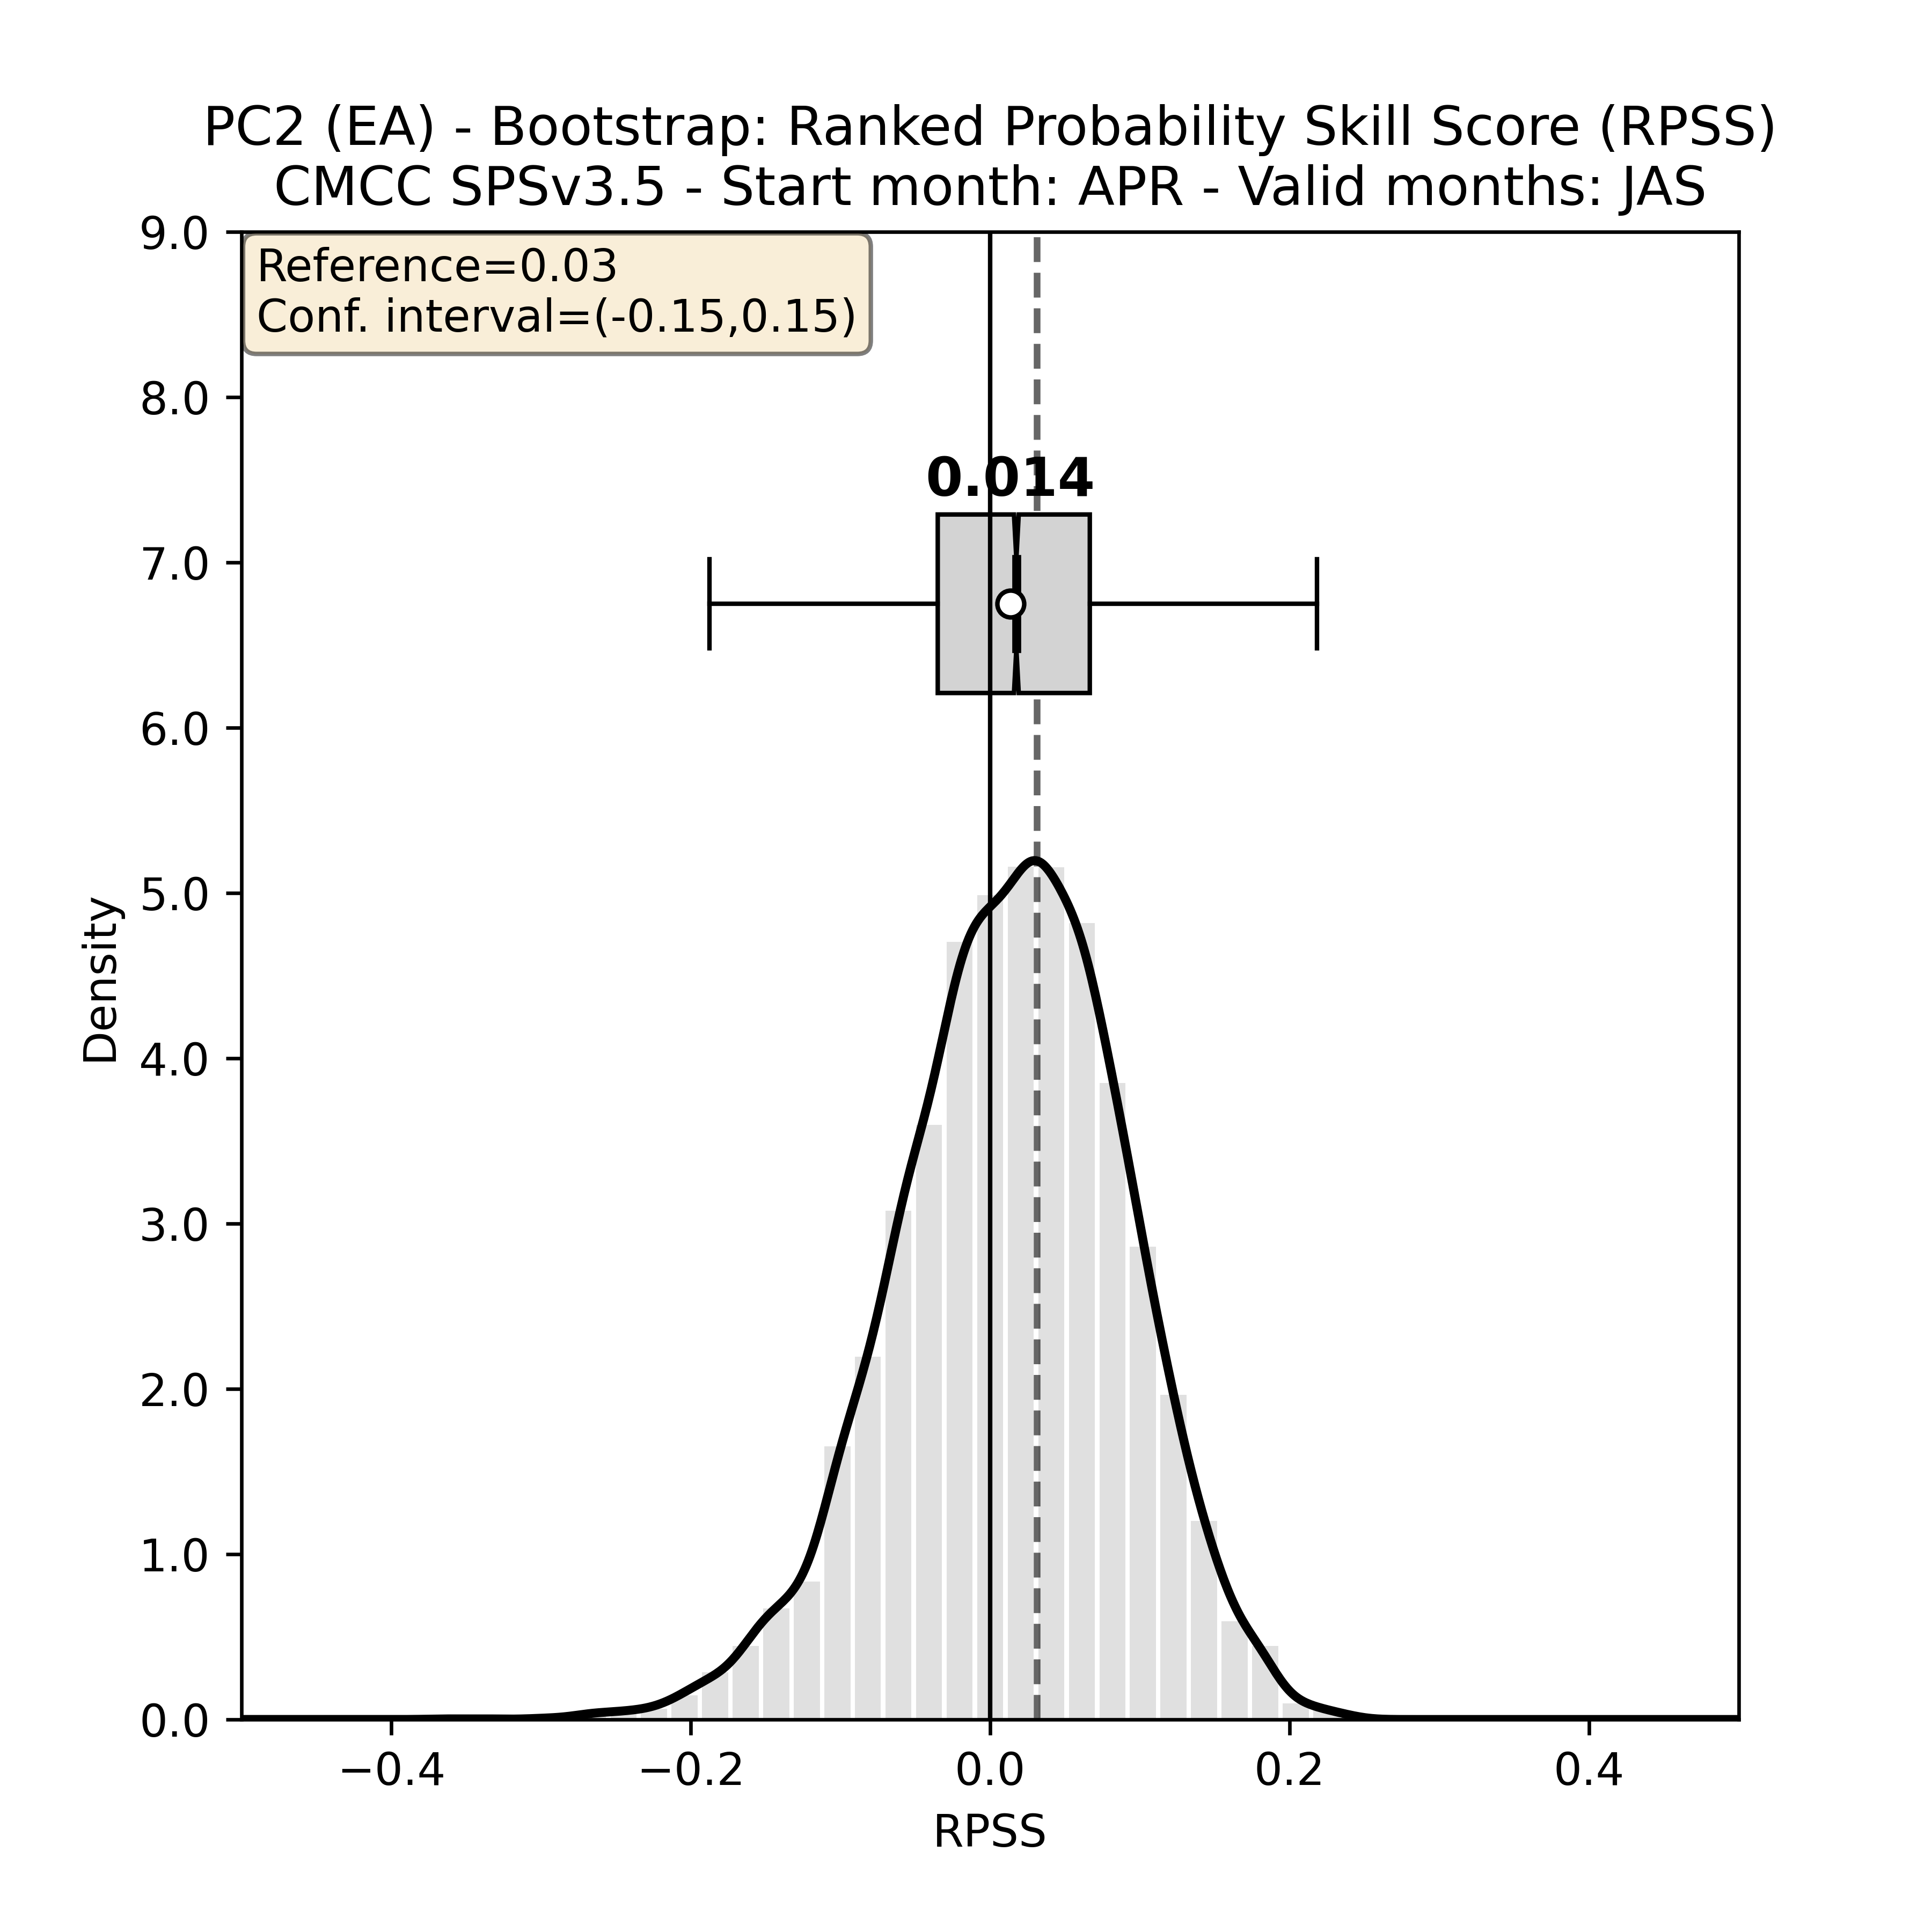 PC2 (EA) - Bootstrap: Ranked Probability Skill Score (RPSS)
CMCC SPSv3.5 - Start month: APR - Valid months: JAS
Reference=0.03
Conf. interval=(-0.15,0.15)
9.0
8.0
7.0
6.0
5.0
4.0
3.0
2.0
1.0
0.0
Density
0.014
−0.4
−0.2
0.0
0.2
0.4
RPSS